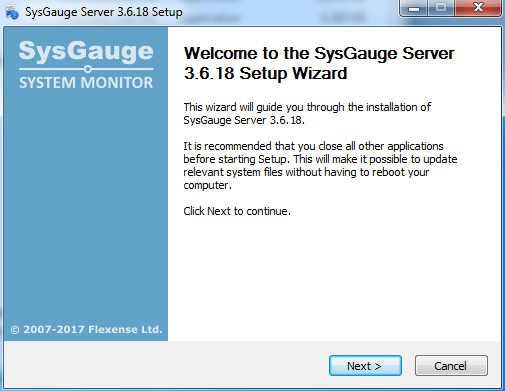 SysGauge Server 3.6.18 Setup
SysGauge
SYSTEM MONITOR
Welcome to the SysGauge Server
3.6.18 Setup Wizard
This wizard will guide you through the installation of
SysGauge Server 3.6.18.
It is recommended that you close all other applications
before starting Setup. This will make it possible to update
relevant system files without having to reboot your
computer.
Click Next to continue.
© 2007-2017 Flexense Ltd.
Next >
Cancel